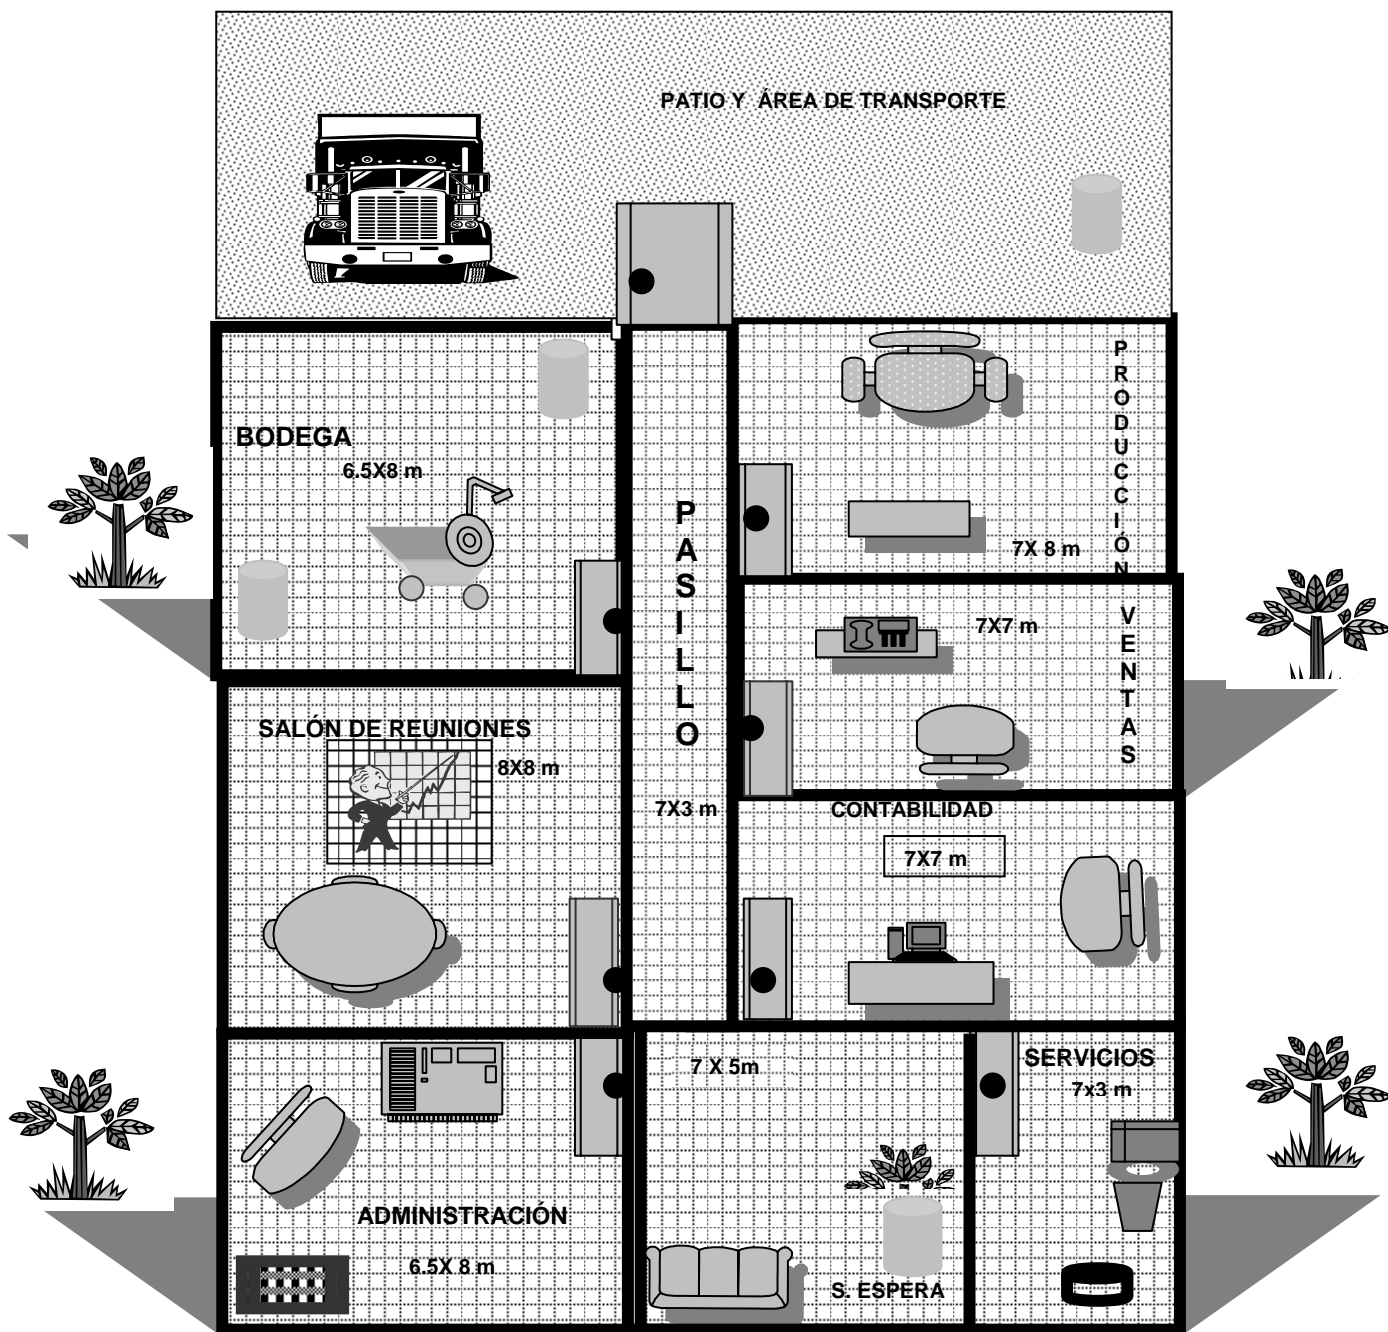 PATIO Y ÁREA DE TRANSPORTE
BODEGA
6.5X8 m
PASILLO
7X3 m
PRODUCCIÓN
7X 8 m
VENTAS
7X7 m
SALÓN DE REUNIONES
8X8 m
CONTABILIDAD
7X7 m
ADMINISTRACIÓN
6.5X 8 m
7 X 5m
S. ESPERA
SERVICIOS
7x3 m